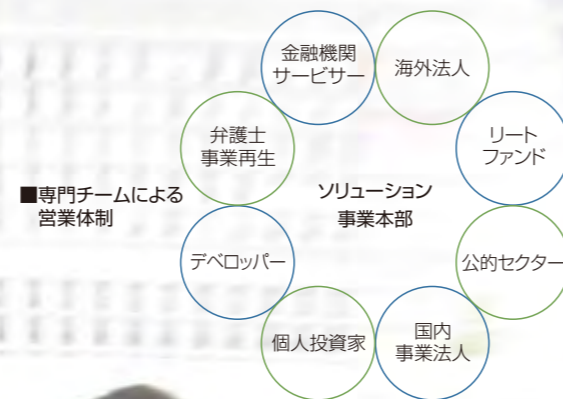 ■専門チームによる
営業体制
ソリューション
事業本部
金融機関
サービサー
海外法人
リート
ファンド
公的セクター
国内
事業法人
個人投資家
デベロッパー
弁護士
事業再生